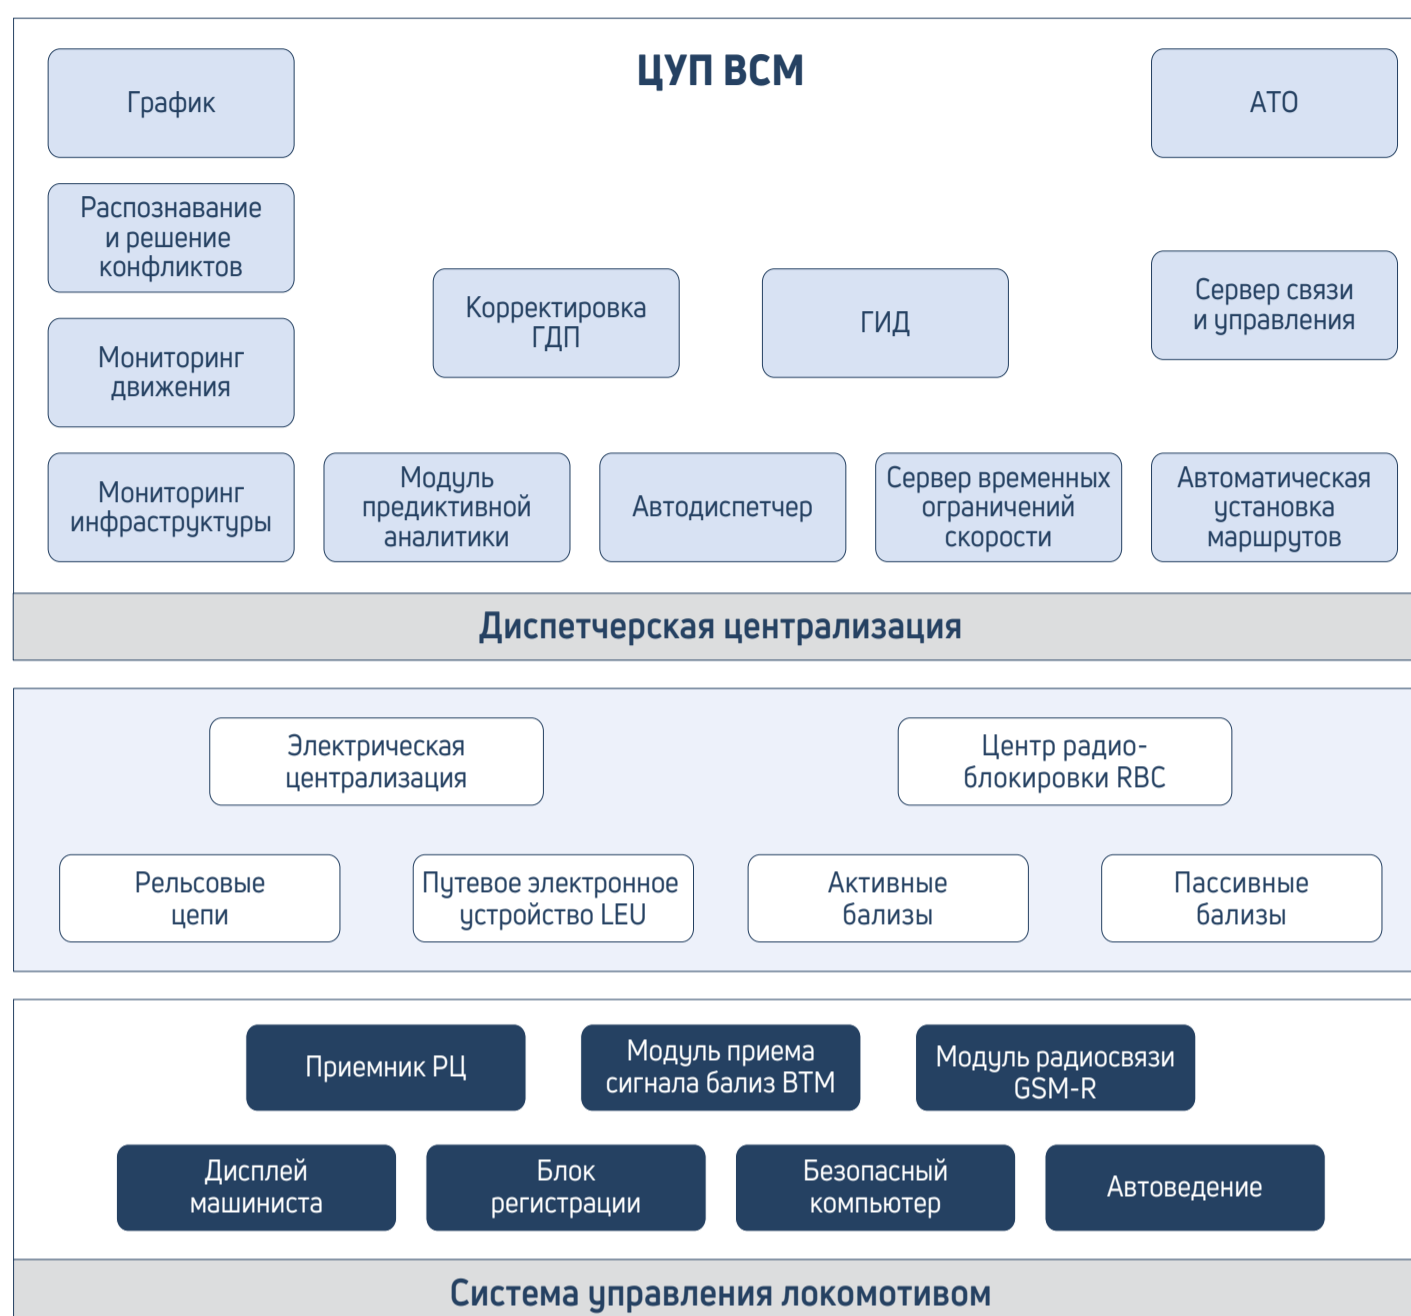 ЦУП ВСМ
График
АТО
Распознавание
и решение
конфликтов
Корректировка
ГДП
ГИД
Сервер связи
и управления
Мониторинг
движения
Мониторинг
инфраструктуры
Модуль
предиктивной
аналитики
Автодиспетчер
Сервер временных
ограничений
скорости
Автоматическая
установка
маршрутов
Диспетчерская централизация
Электрическая
централизация
Центр радио-
блокировки RBC
Рельсовые
цепи
Путевое электронное
устройство LEU
Активные
бализы
Пассивные
бализы
Приемник РЦ
Модуль приема
сигнала бализ BTM
Модуль радиосвязи
GSM-R
Дисплей
машиниста
Блок
регистрации
Безопасный
компьютер
Автоведение
Система управления локомотивом